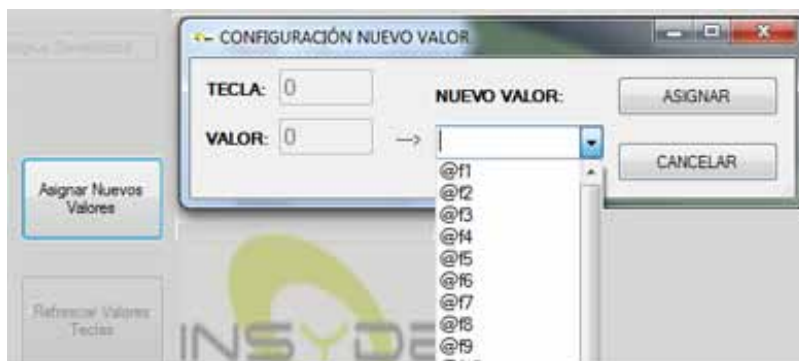 CONFIGURACIÓN NUEVO VALOR
TECLA: 0
NUEVO VALOR:
ASIGNAR
VALOR: 0
-->
CANCELAR
@f1
@f2
@f3
@f4
@f5
@f6
@f7
@f8
@f9
Asignar Nuevos
Valores
Refrescar Valores
Teclas
INSYDE